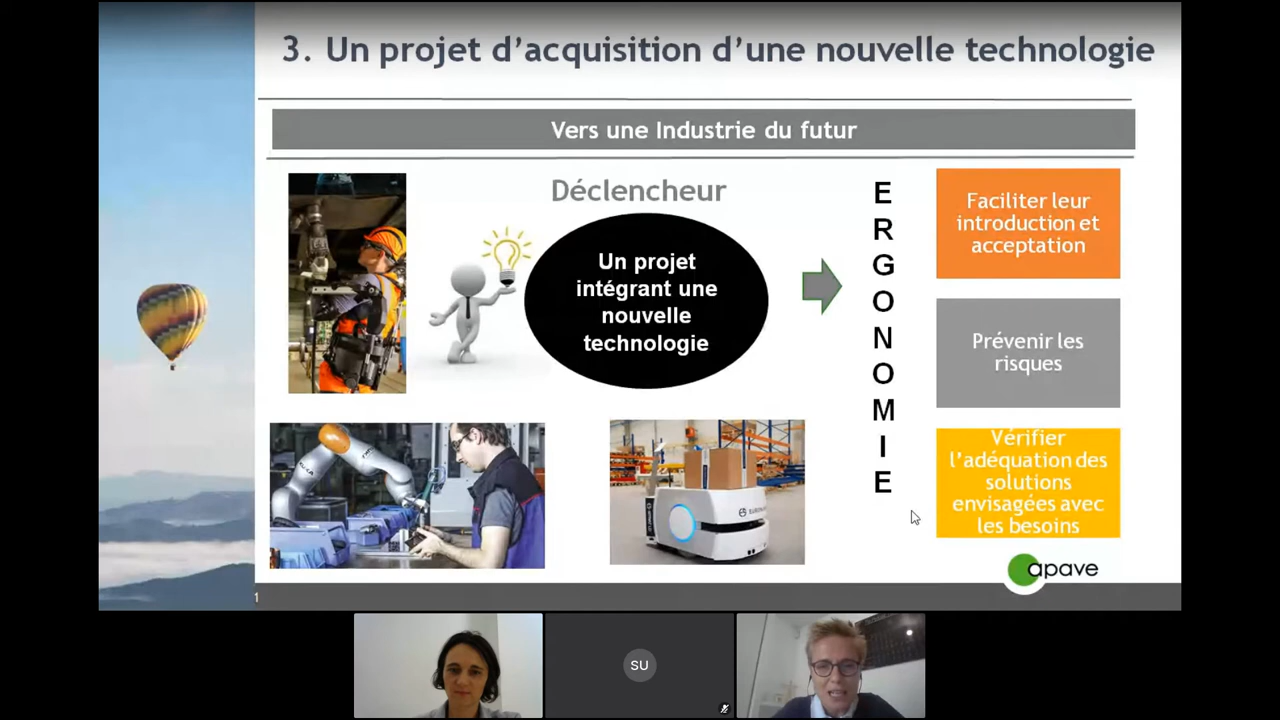 3. Un projet d’acquisition d’une nouvelle technologie
Vers une Industrie du futur
Déclencheur
Un projet
intégrant une
nouvelle
technologie
E
R
G
O
N
O
M
I
E
Faciliter leur
introduction et
acceptation
Prévenir les
risques
Vérifier
l’adéquation des
solutions
envisagées avec
les besoins
apave
1
SU